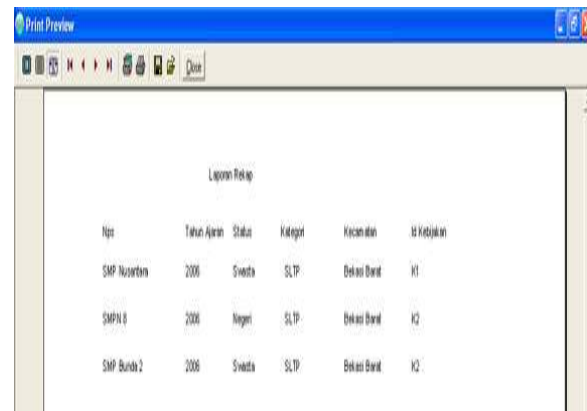 Print Preview
Close
Laporan Rekap
Nps Tahun Ajaran Status Kategori Kecamatan Id Kebijakan
SMP Nusantara 2006 Swasta SLTP Bekasi Barat K1
SMPN 8 2006 Negeri SLTP Bekasi Barat K2
SMP Bunda 2 2006 Swasta SLTP Bekasi Barat K2